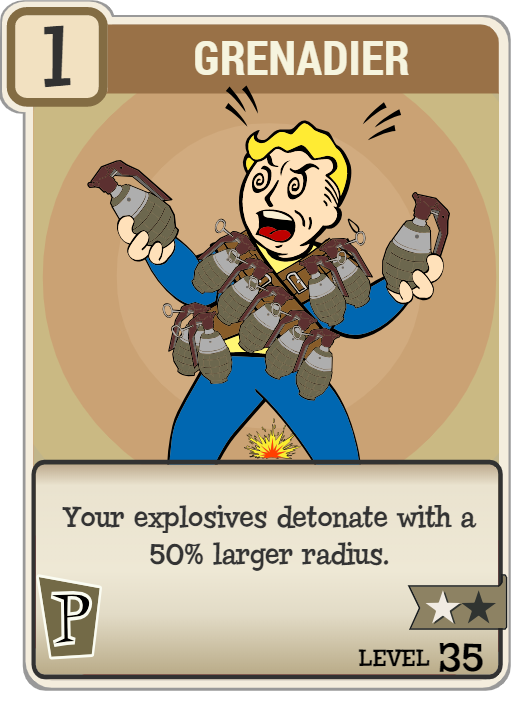 1
GRENADIER
Your explosives detonate with a
50% larger radius.
P
LEVEL 35